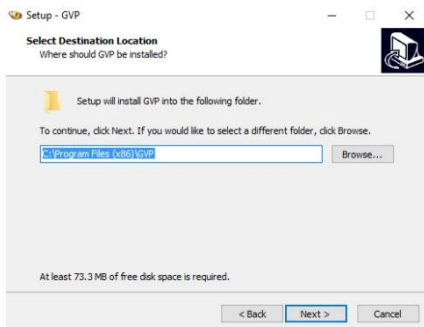 Setup - GVP
Select Destination Location
Where should GVP be installed?
Setup will install GVP into the following folder.
To continue, click Next. If you would like to select a different folder, click Browse.
C:\Program Files (x86)\GVP
Browse...
At least 73.3 MB of free disk space is required.
< Back
Next >
Cancel